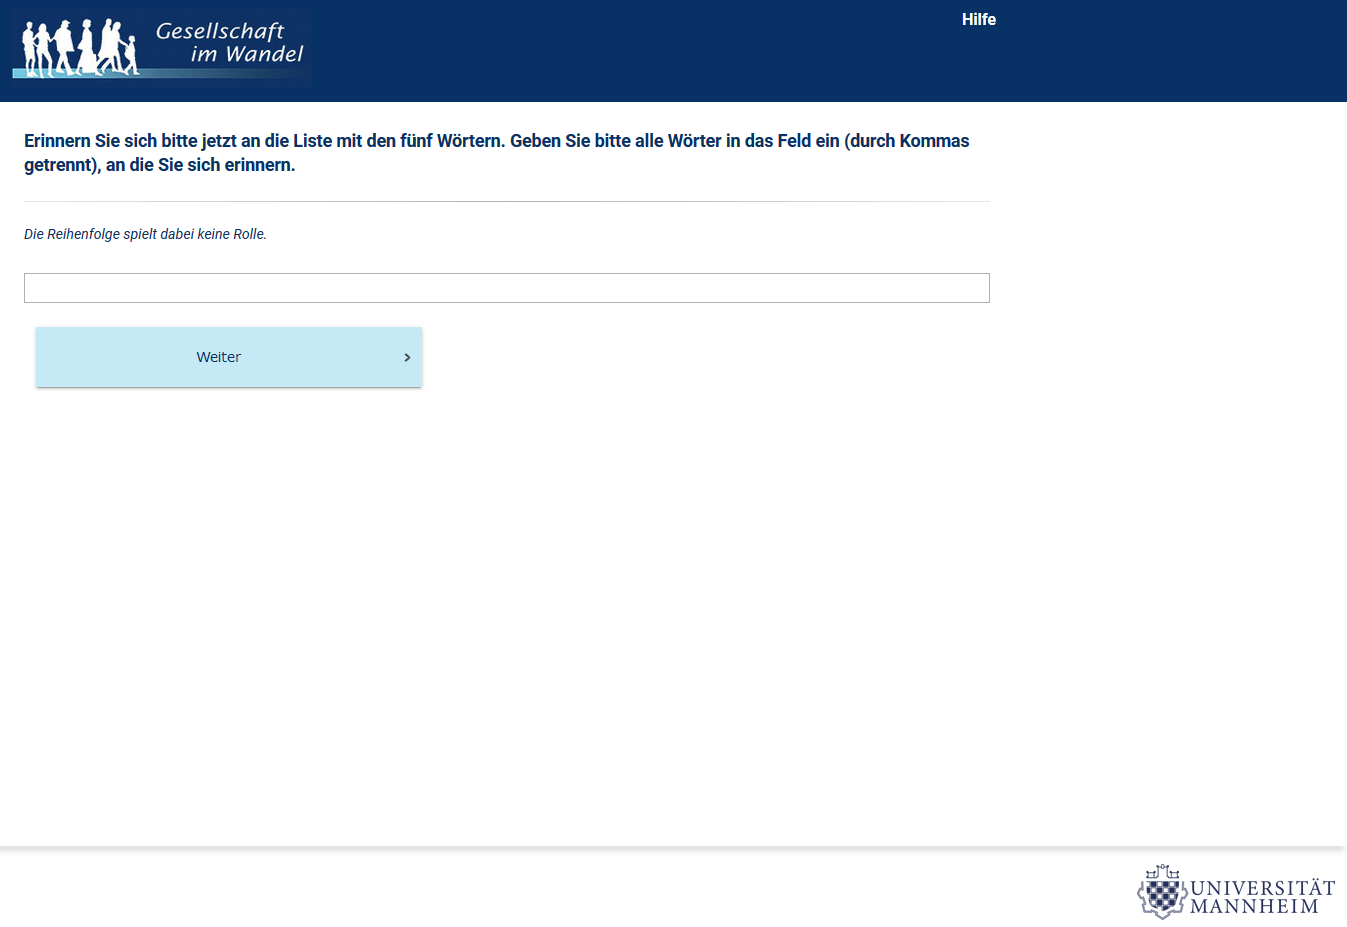 Gesellschaft
im Wandel
Hilfe
Erinnern Sie sich bitte jetzt an die Liste mit den fünf Wörtern. Geben Sie bitte alle Wörter in das Feld ein (durch Kommas
getrennt), an die Sie sich erinnern.
Die Reihenfolge spielt dabei keine Rolle.
Weiter
UNIVERSITÄT
MANNHEIM